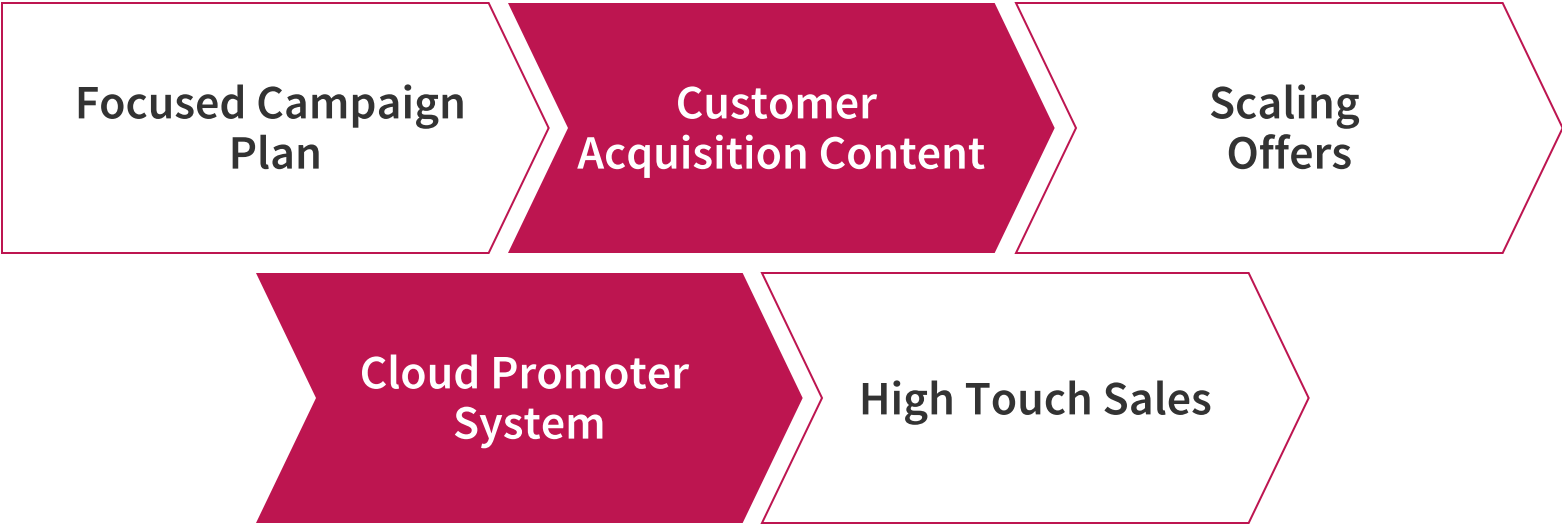 Focused Campaign
Plan
Customer
Acquisition Content
Scaling
Offers
Cloud Promoter
System
High Touch Sales